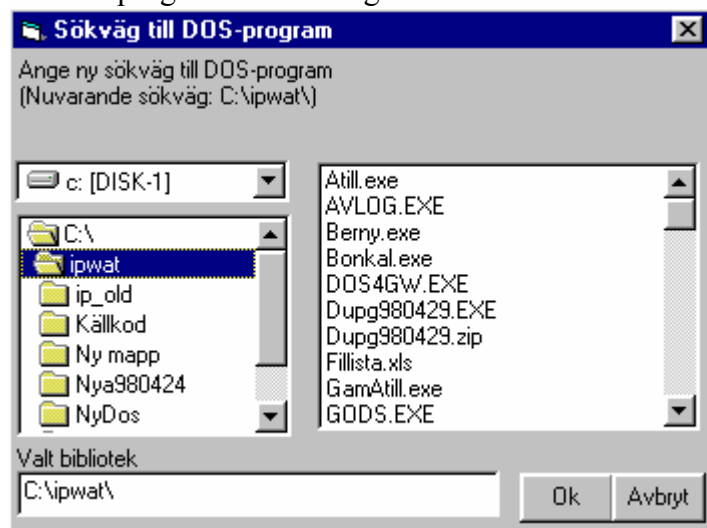 Sökväg till DOS-program
Ange ny sökväg till DOS-program
(Nuvarande sökväg: C:\ipwat\)
c: [DISK-1]
C:\
ipwat
ip_old
Källkod
Ny mapp
Nya980424
NyDos
Atill.exe
AVLOG.EXE
Berny.exe
Bonkal.exe
DOS4GW.EXE
Dupg980429.EXE
Dupg980429.zip
Fillista.xls
GamAtill.exe
GODS.EXE
Valt bibliotek
C:\ipwat\
Ok
Avbryt